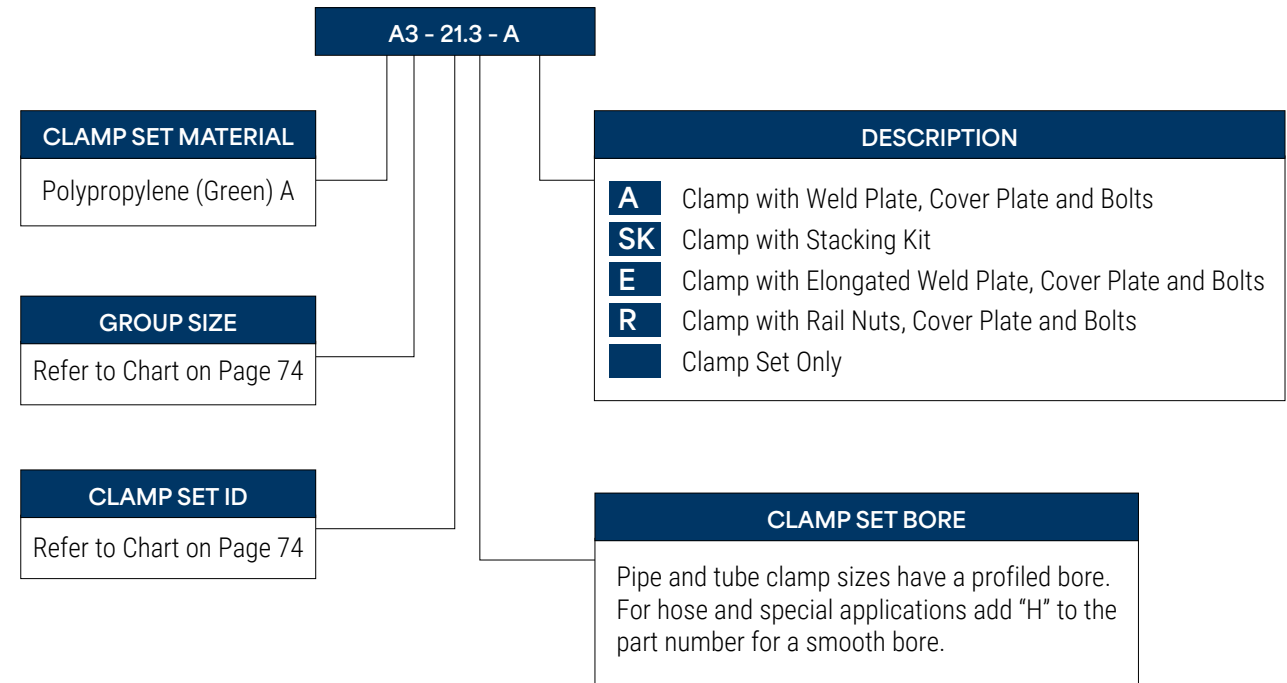 A3 - 21.3 - A
CLAMP SET MATERIAL
Polypropylene (Green) A
GROUP SIZE
Refer to Chart on Page 74
CLAMP SET ID
Refer to Chart on Page 74
DESCRIPTION
A Clamp with Weld Plate, Cover Plate and Bolts
SK Clamp with Stacking Kit
E Clamp with Elongated Weld Plate, Cover Plate and Bolts
R Clamp with Rail Nuts, Cover Plate and Bolts
Clamp Set Only
CLAMP SET BORE
Pipe and tube clamp sizes have a profiled bore.
For hose and special applications add “H” to the
part number for a smooth bore.